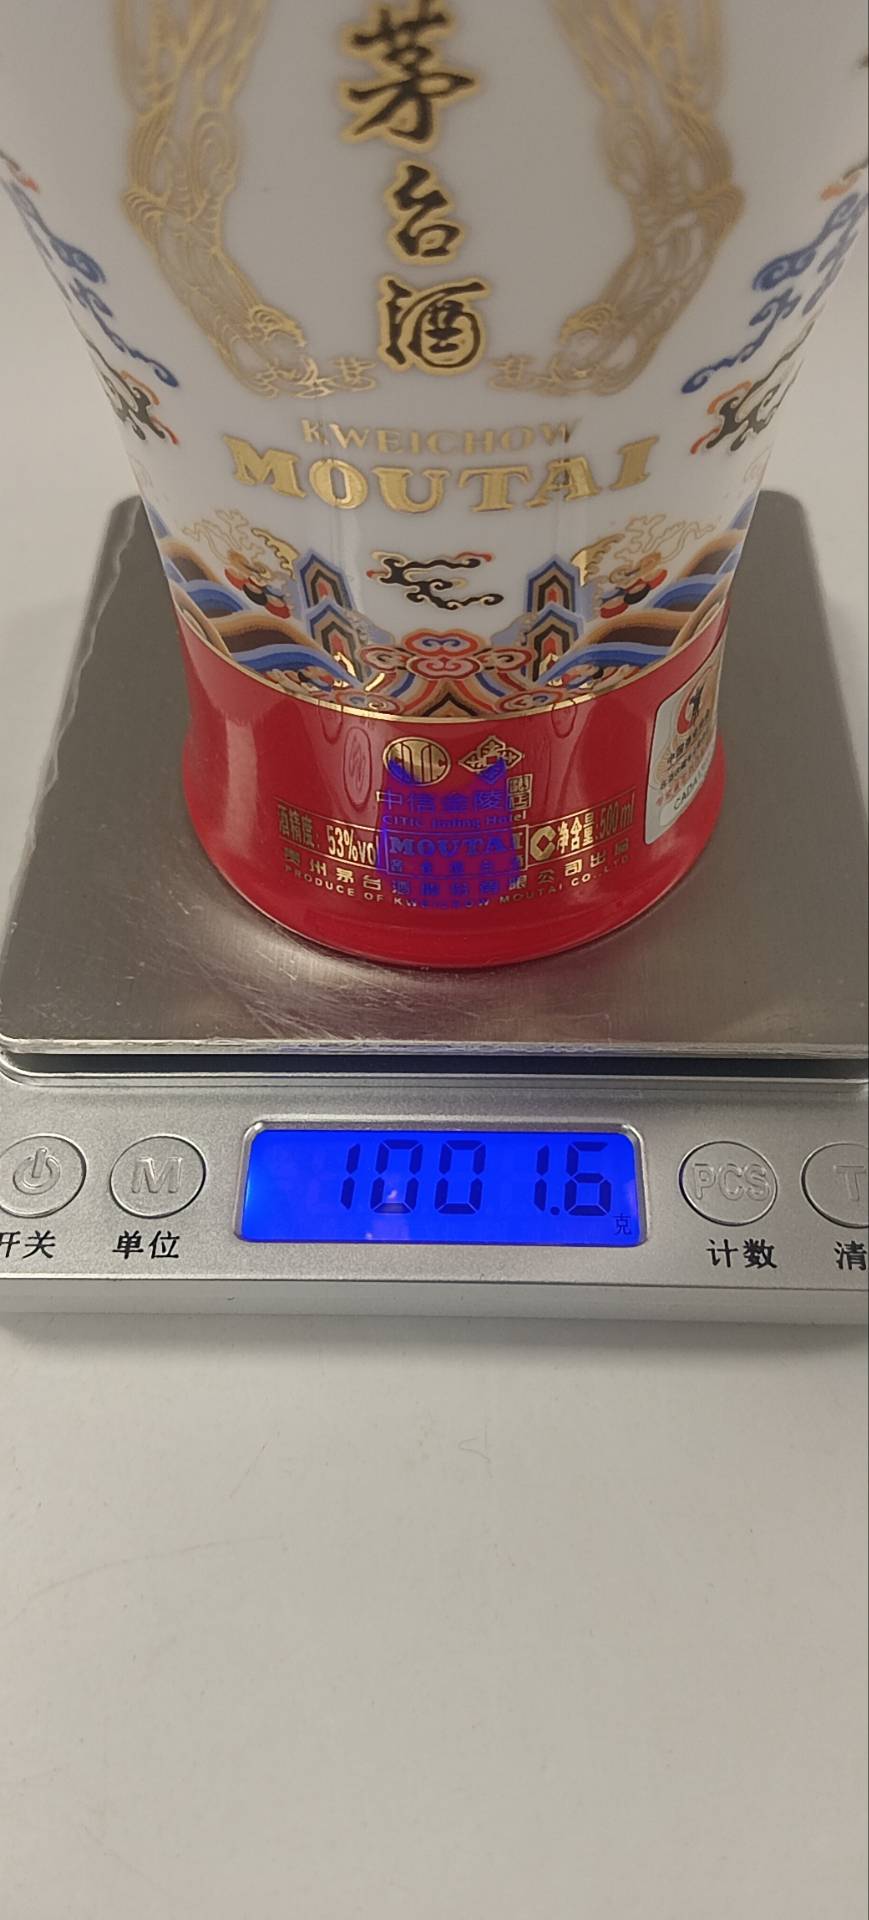 茅
台
酒
KWEICHOW
MOUTAI
CITIC
中信金陵酒店
CITIC Jinling Hotel
酒精度: 53%vol
MOUTAI
净含量:500ml
贵州茅台酒股份有限公司出品
PRODUCE OF KWEICHOW MOUTAI CO., LTD.
1001.6
克
M
PCS
T
开关
单位
计数
清